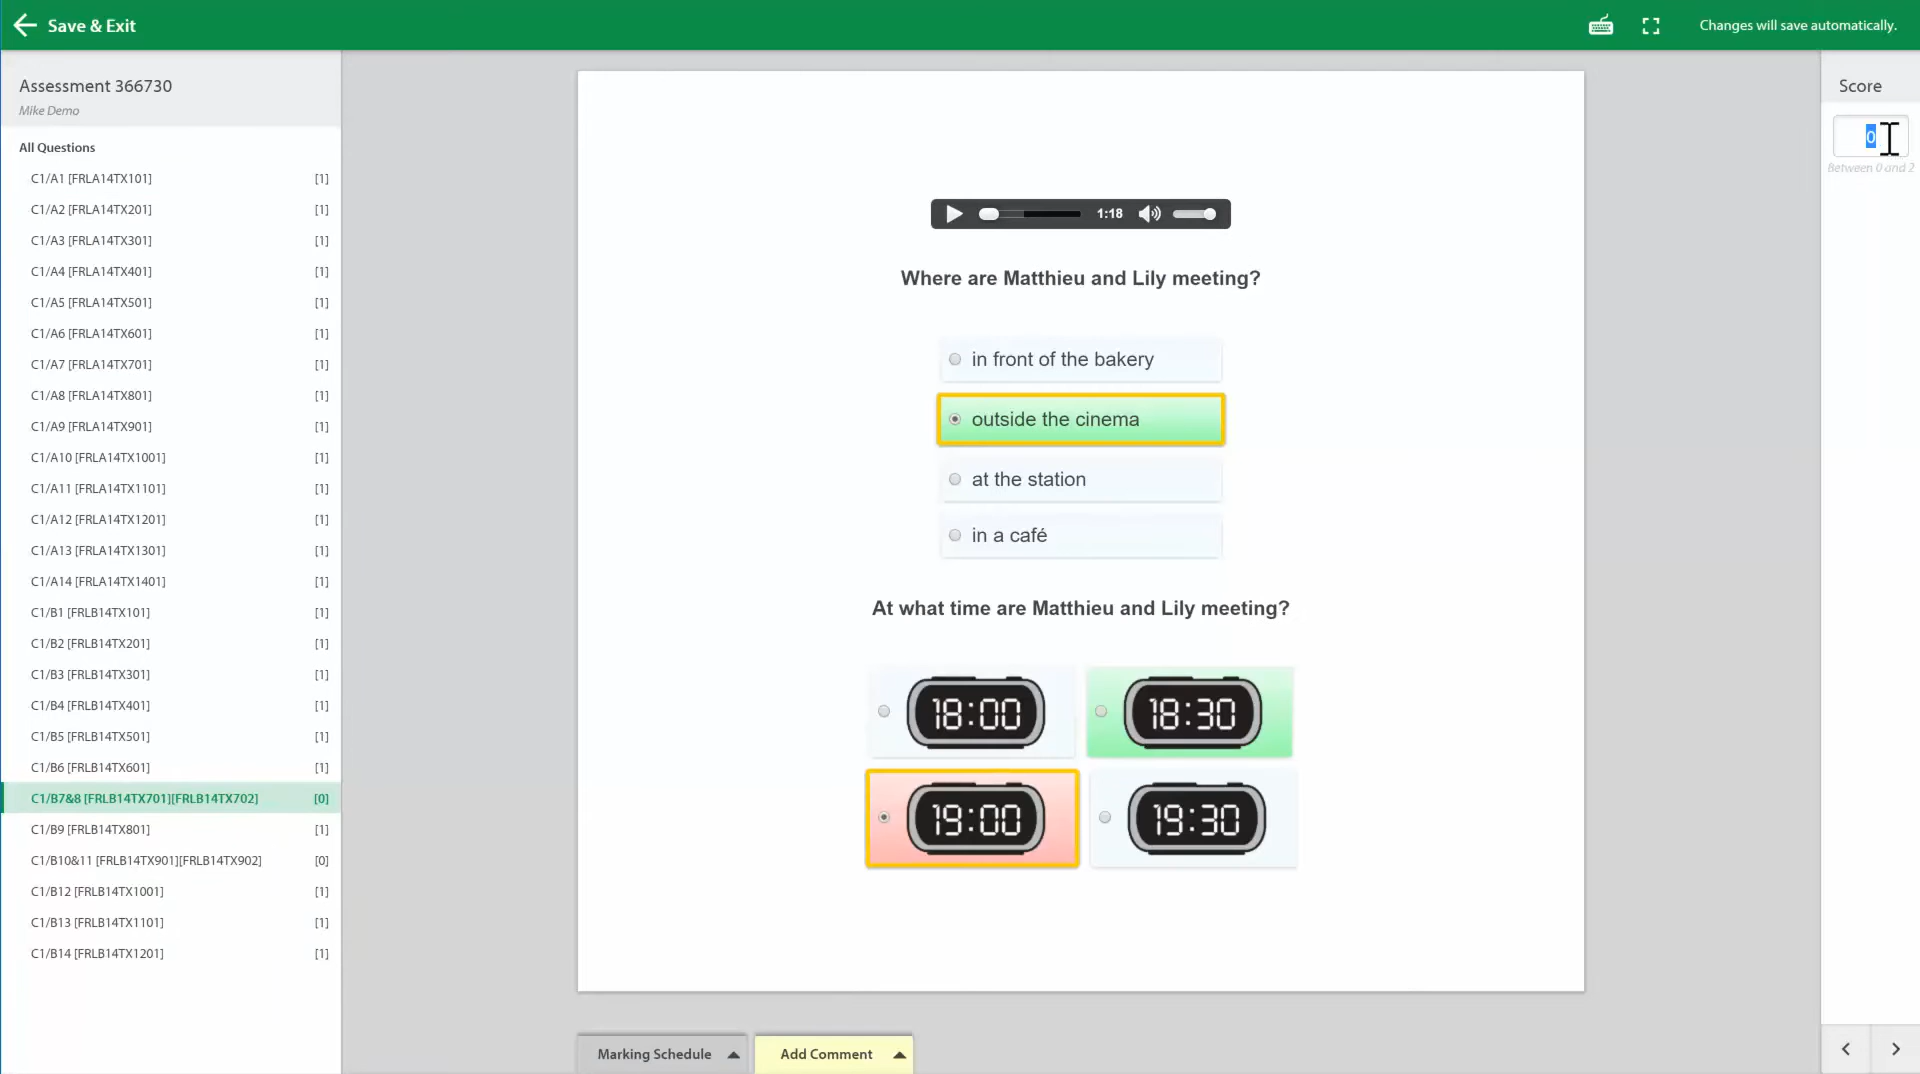 Save & Exit
Changes will save automatically.
Assessment 366730
Mike Demo
All Questions
C1/A1 [FRLA14TX101] [1]
C1/A2 [FRLA14TX201] [1]
C1/A3 [FRLA14TX301] [1]
C1/A4 [FRLA14TX401] [1]
C1/A5 [FRLA14TX501] [1]
C1/A6 [FRLA14TX601] [1]
C1/A7 [FRLA14TX701] [1]
C1/A8 [FRLA14TX801] [1]
C1/A9 [FRLA14TX901] [1]
C1/A10 [FRLA14TX1001] [1]
C1/A11 [FRLA14TX1101] [1]
C1/A12 [FRLA14TX1201] [1]
C1/A13 [FRLA14TX1301] [1]
C1/A14 [FRLA14TX1401] [1]
C1/B1 [FRLB14TX101] [1]
C1/B2 [FRLB14TX201] [1]
C1/B3 [FRLB14TX301] [1]
C1/B4 [FRLB14TX401] [1]
C1/B5 [FRLB14TX501] [1]
C1/B6 [FRLB14TX601] [1]
C1/B7&8 [FRLB14TX701][FRLB14TX702] [0]
C1/B9 [FRLB14TX801] [1]
C1/B10&11 [FRLB14TX901][FRLB14TX902] [0]
C1/B12 [FRLB14TX1001] [1]
C1/B13 [FRLB14TX1101] [1]
C1/B14 [FRLB14TX1201] [1]
1:18
Where are Matthieu and Lily meeting?
in front of the bakery
outside the cinema
at the station
in a café
At what time are Matthieu and Lily meeting?
18:00
18:30
19:00
19:30
Marking Schedule
Add Comment
Score
0
Between 0 and 2